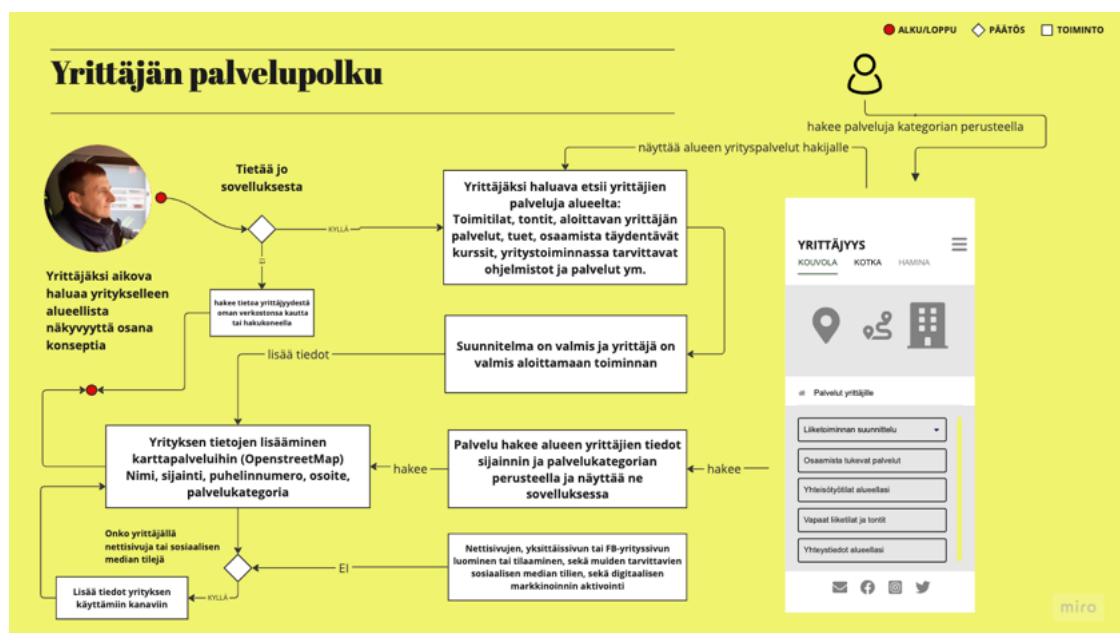 ALKU/LOPPU
PÄÄTÖS
TOIMINTO
Yrittäjän palvelupolku
hakee palveluja kategorian perusteella
näyttää alueen yrityspalvelut hakijalle
Tietää jo
sovelluksesta
KYLLÄ
EI
Yrittäjäksi haluava etsii yrittäjien
palveluja alueelta:
Toimitilat, tontit, aloittavan yrittäjän
palvelut, tuet, osaamista täydentävät
kurssit, yritystoiminnassa tarvittavat
ohjelmistot ja palvelut ym.
Yrittäjäksi aikova
haluaa yritykselleen
alueellista
näkyvyyttä osana
konseptia
hakee tietoa yrittäjyydestä
oman verkostonsa kautta
tai hakukoneella
Suunnitelma on valmis ja yrittäjä on
valmis aloittamaan toiminnan
lisää tiedot
Yrityksen tietojen lisääminen
karttapalveluihin (OpenstreetMap)
Nimi, sijainti, puhelinnumero, osoite,
palvelukategoria
hakee
Palvelu hakee alueen yrittäjien tiedot
sijainnin ja palvelukategorian
perusteella ja näyttää ne
sovelluksessa
hakee
Onko yrittäjällä
nettisivuja tai sosiaalisen
median tilejä
EI
Nettisivujen, yksittäissivun tai FB-yrityssivun
luominen tai tilaaminen, sekä muiden tarvittavien
sosiaalisen median tilien, sekä digitaalisen
markkinoinnin aktivointi
KYLLÄ
Lisää tiedot yrityksen
käyttämiin kanaviin
YRITTÄJYYS
KOUVOLA KOTKA HAMINA
Palvelut yrittäjille
Liiketoiminnan suunnittelu
Osaamista tukevat palvelut
Yhteisötyötilat alueellasi
Vapaat liiketilat ja tontit
Yhteystiedot alueellasi
miro